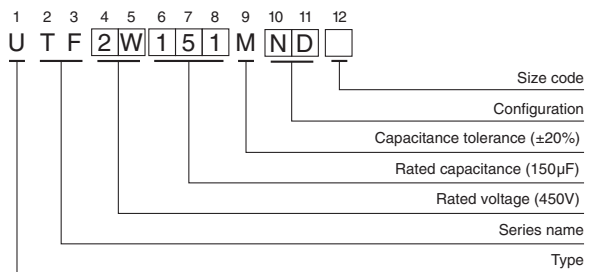 1 2 3 4 5 6 7 8 9 10 11 12
U T F 2 W 1 5 1 M N D
Size code
Configuration
Capacitance tolerance (±20%)
Rated capacitance (150µF)
Rated voltage (450V)
Series name
Type